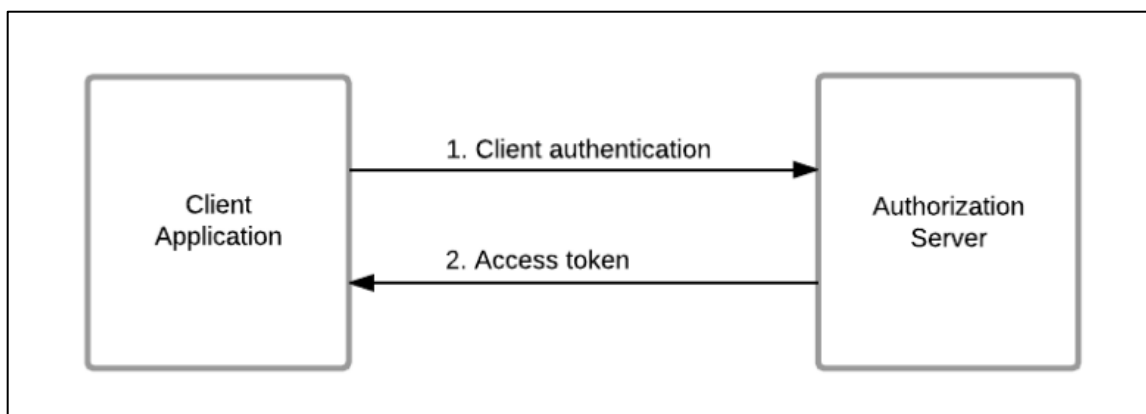 1. Client authentication
Client
Application
Authorization
Server
2. Access token